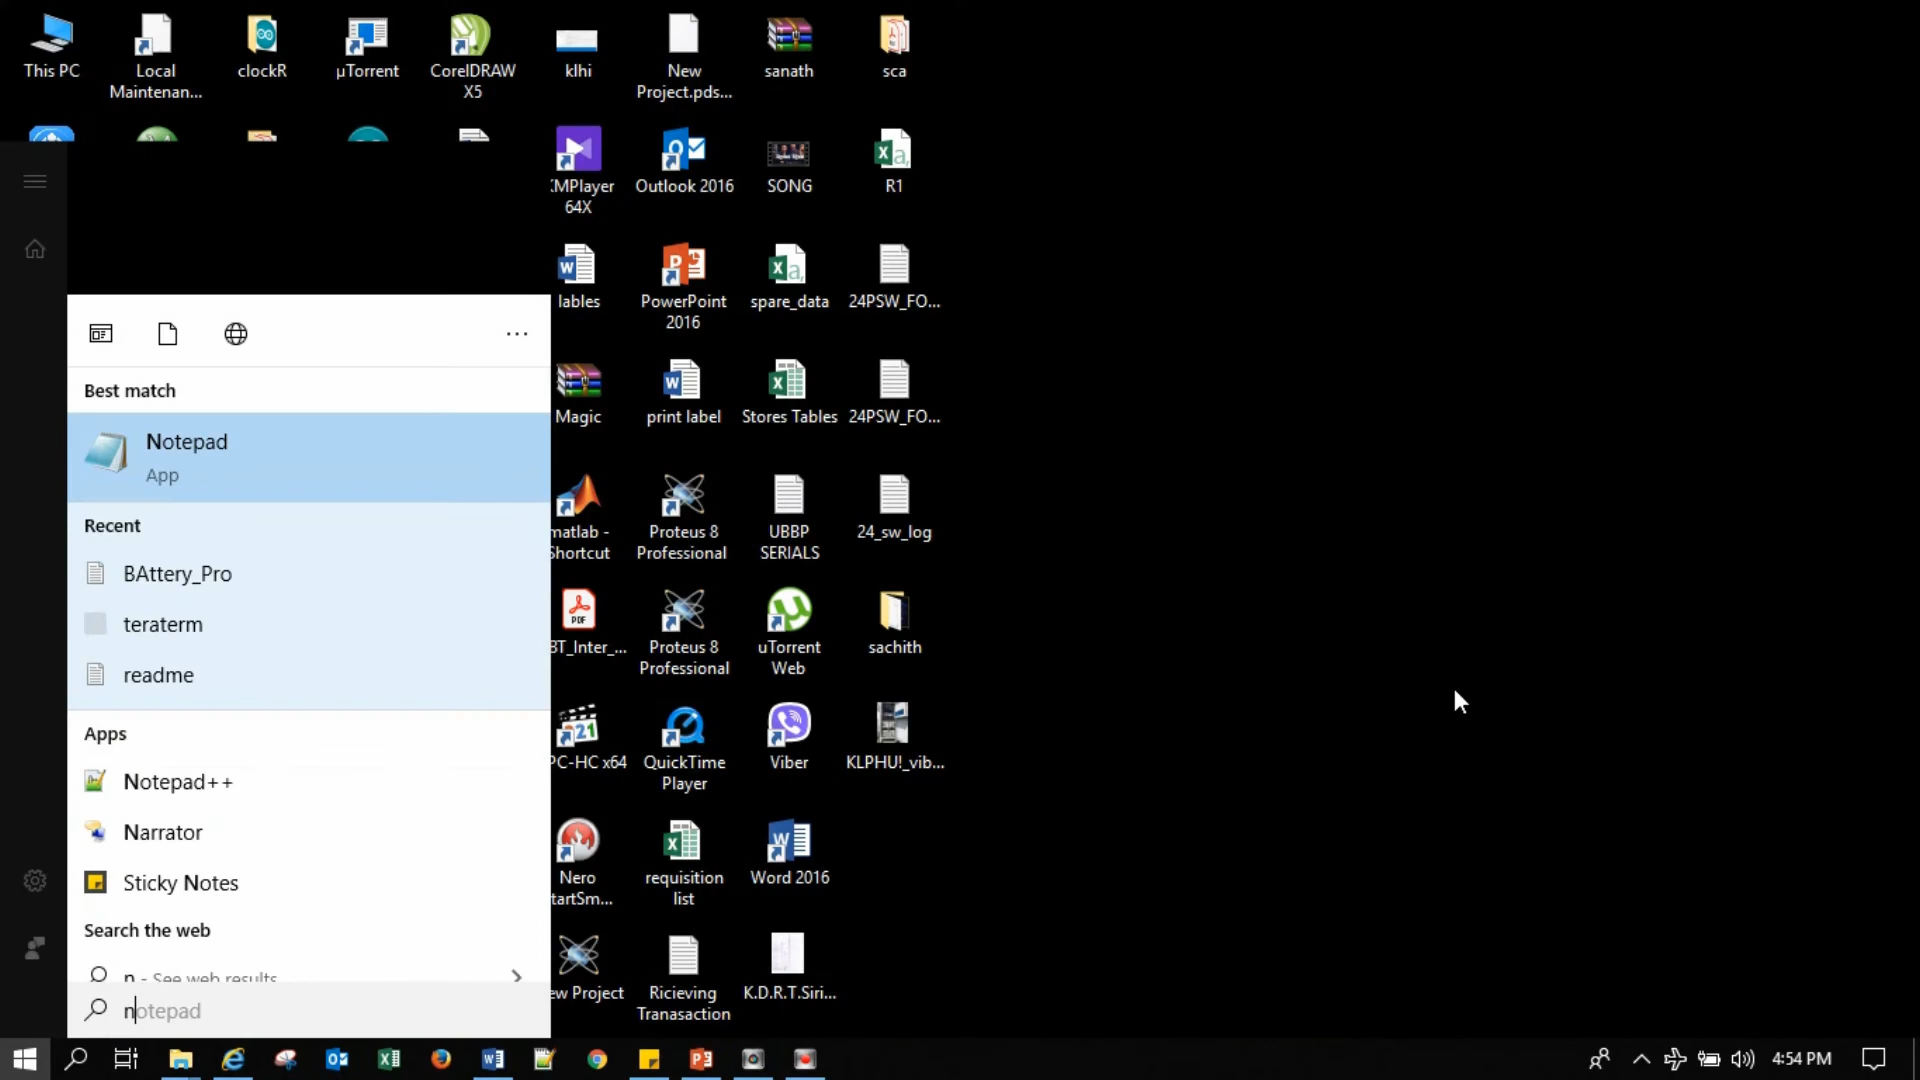 This PC
Local
Maintenan...
clockR
µTorrent
CorelDRAW
X5
klhi
New
Project.pds...
sanath
sca
KMPlayer
64X
Outlook 2016
SONG
R1
lables
PowerPoint
2016
spare_data
24PSW_FO...
Magic
print label
Stores Tables
24PSW_FO...
matlab -
Shortcut
Proteus 8
Professional
UBBP
SERIALS
24_sw_log
BT_Inter_...
Proteus 8
Professional
uTorrent
Web
sachith
PC-HC x64
QuickTime
Player
Viber
KLPHU!_vib...
Nero
tartSm...
requisition
list
Word 2016
ew Project
Ricieving
Tranasaction
K.D.R.T.Siri...
...
Best match
Notepad
App
Recent
BAttery_Pro
teraterm
readme
Apps
Notepad++
Narrator
Sticky Notes
Search the web
n - See web results
notepad
4:54 PM